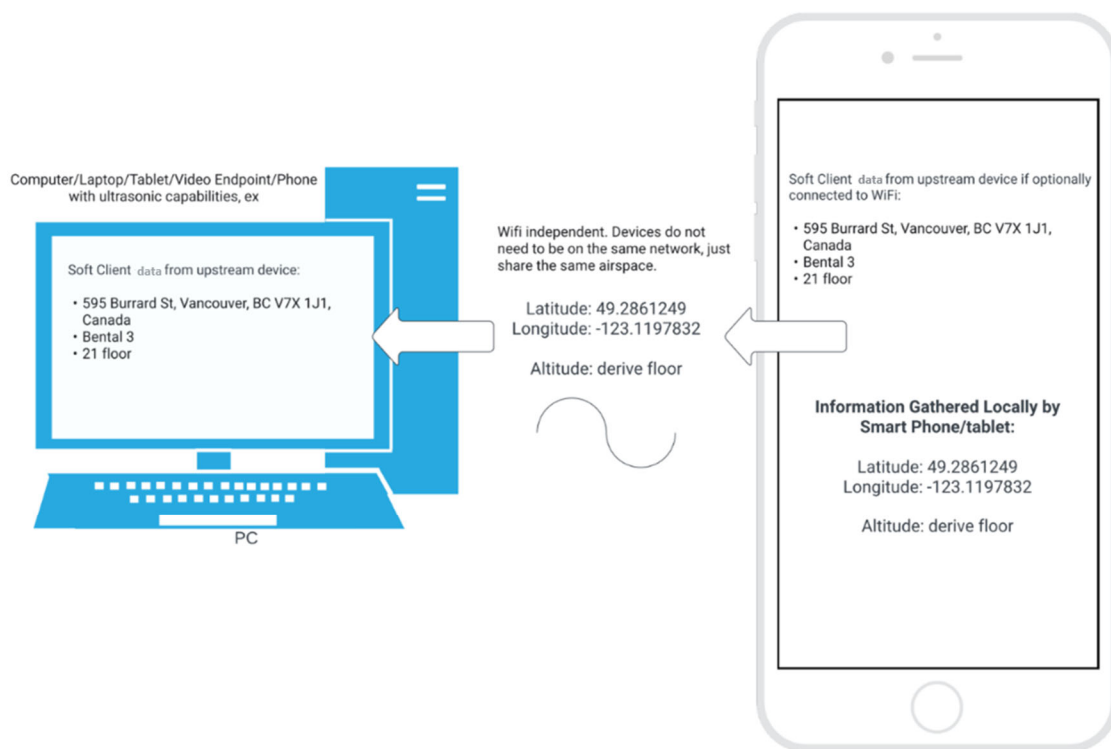 Computer/Laptop/Tablet/Video Endpoint/Phone
with ultrasonic capabilities, ex
Soft Client data from upstream device:
• 595 Burrard St, Vancouver, BC V7X 1J1,
Canada
• Bental 3
• 21 floor
PC
Wifi independent. Devices do not
need to be on the same network, just
share the same airspace.
Latitude: 49.2861249
Longitude: -123.1197832
Altitude: derive floor
Soft Client data from upstream device if optionally
connected to WiFi:
• 595 Burrard St, Vancouver, BC V7X 1J1,
Canada
• Bental 3
• 21 floor
Information Gathered Locally by
Smart Phone/tablet:
Latitude: 49.2861249
Longitude: -123.1197832
Altitude: derive floor